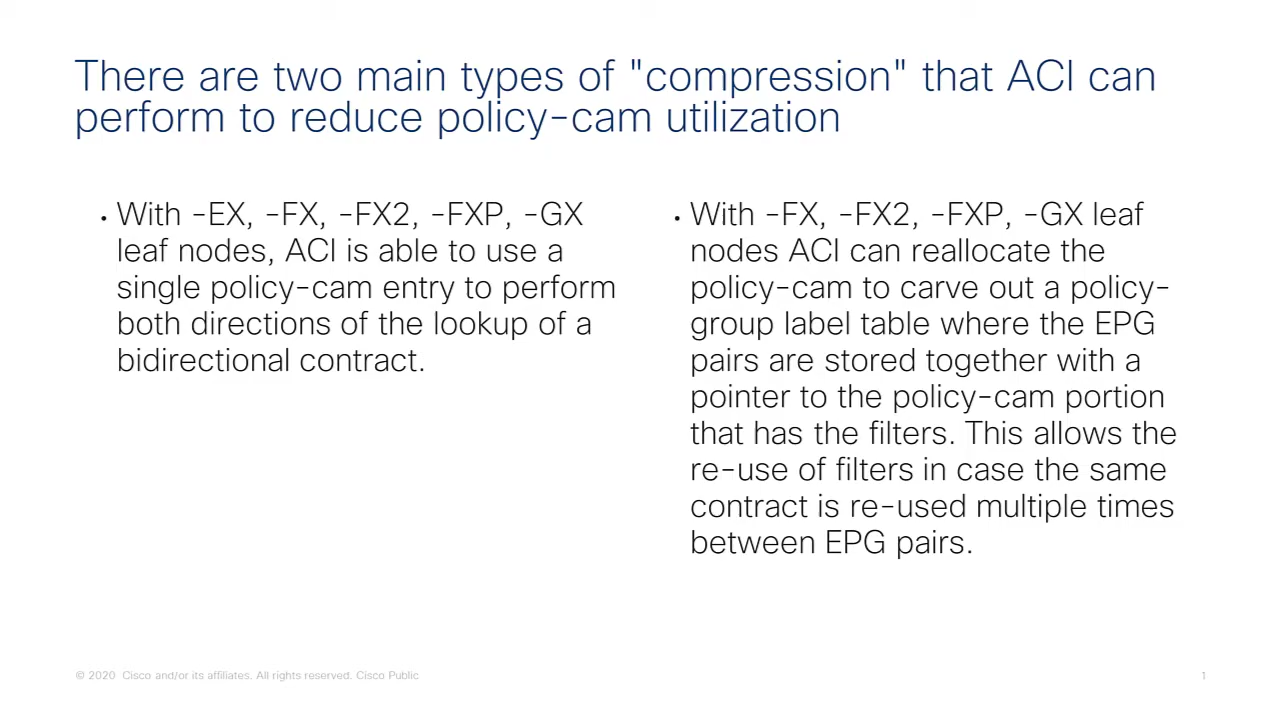 There are two main types of "compression" that ACI can
perform to reduce policy-cam utilization
• With -EX, -FX, -FX2, -FXP, -GX
leaf nodes, ACI is able to use a
single policy-cam entry to perform
both directions of the lookup of a
bidirectional contract.
• With -FX, -FX2, -FXP, -GX leaf
nodes ACI can reallocate the
policy-cam to carve out a policy-
group label table where the EPG
pairs are stored together with a
pointer to the policy-cam portion
that has the filters. This allows the
re-use of filters in case the same
contract is re-used multiple times
between EPG pairs.
© 2020 Cisco and/or its affiliates. All rights reserved. Cisco Public
1